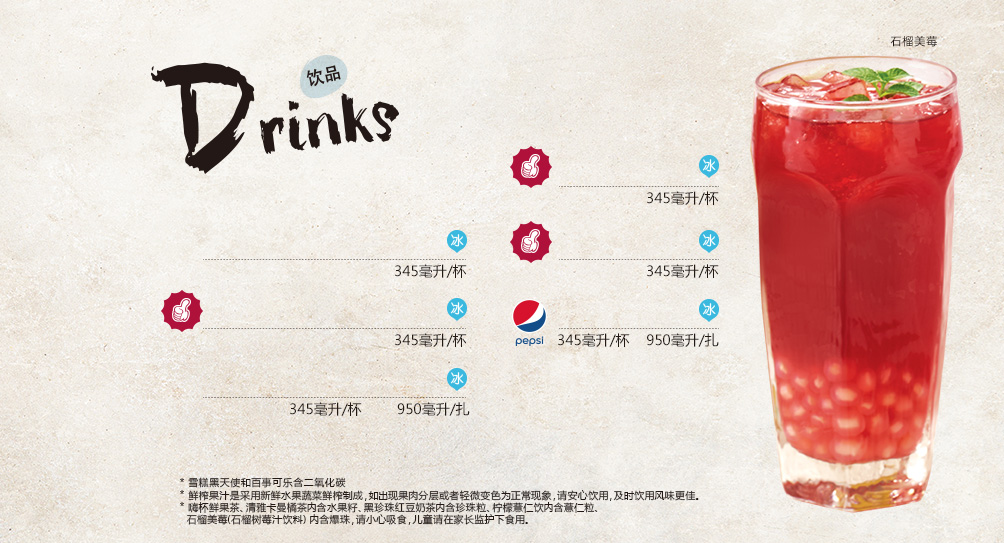 石榴美莓
饮品
Drinks
冰
345毫升/杯
冰
345毫升/杯
冰
345毫升/杯
冰
345毫升/杯
冰
345毫升/杯 950毫升/扎
pepsi
冰
345毫升/杯 950毫升/扎
* 雪糕黑天使和百事可乐含二氧化碳
* 鲜榨果汁是采用新鲜水果蔬菜鲜榨制成,如出现果肉分层或者轻微变色为正常现象,请安心饮用,及时饮用风味更佳。
* 嗨杯鲜果茶、清雅卡曼橘茶内含水果籽、黑珍珠红豆奶茶内含珍珠粒、柠檬薏仁饮内含薏仁粒、
石榴美莓(石榴树莓汁饮料) 内含爆珠,请小心吸食,儿童请在家长监护下食用。